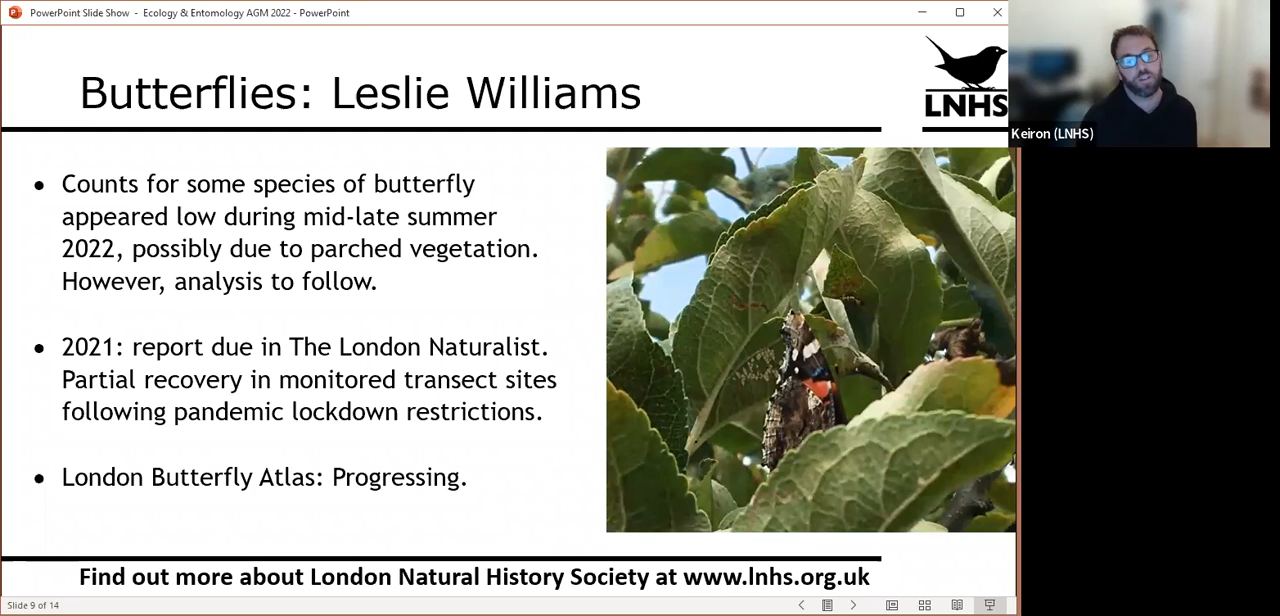 PowerPoint Slide Show - Ecology & Entomology AGM 2022 - PowerPoint
Butterflies: Leslie Williams
LNHS
Keiron (LNHS)
• Counts for some species of butterfly
appeared low during mid-late summer
2022, possibly due to parched vegetation.
However, analysis to follow.
• 2021: report due in The London Naturalist.
Partial recovery in monitored transect sites
following pandemic lockdown restrictions.
• London Butterfly Atlas: Progressing.
Find out more about London Natural History Society at www.lnhs.org.uk
Slide 9 of 14